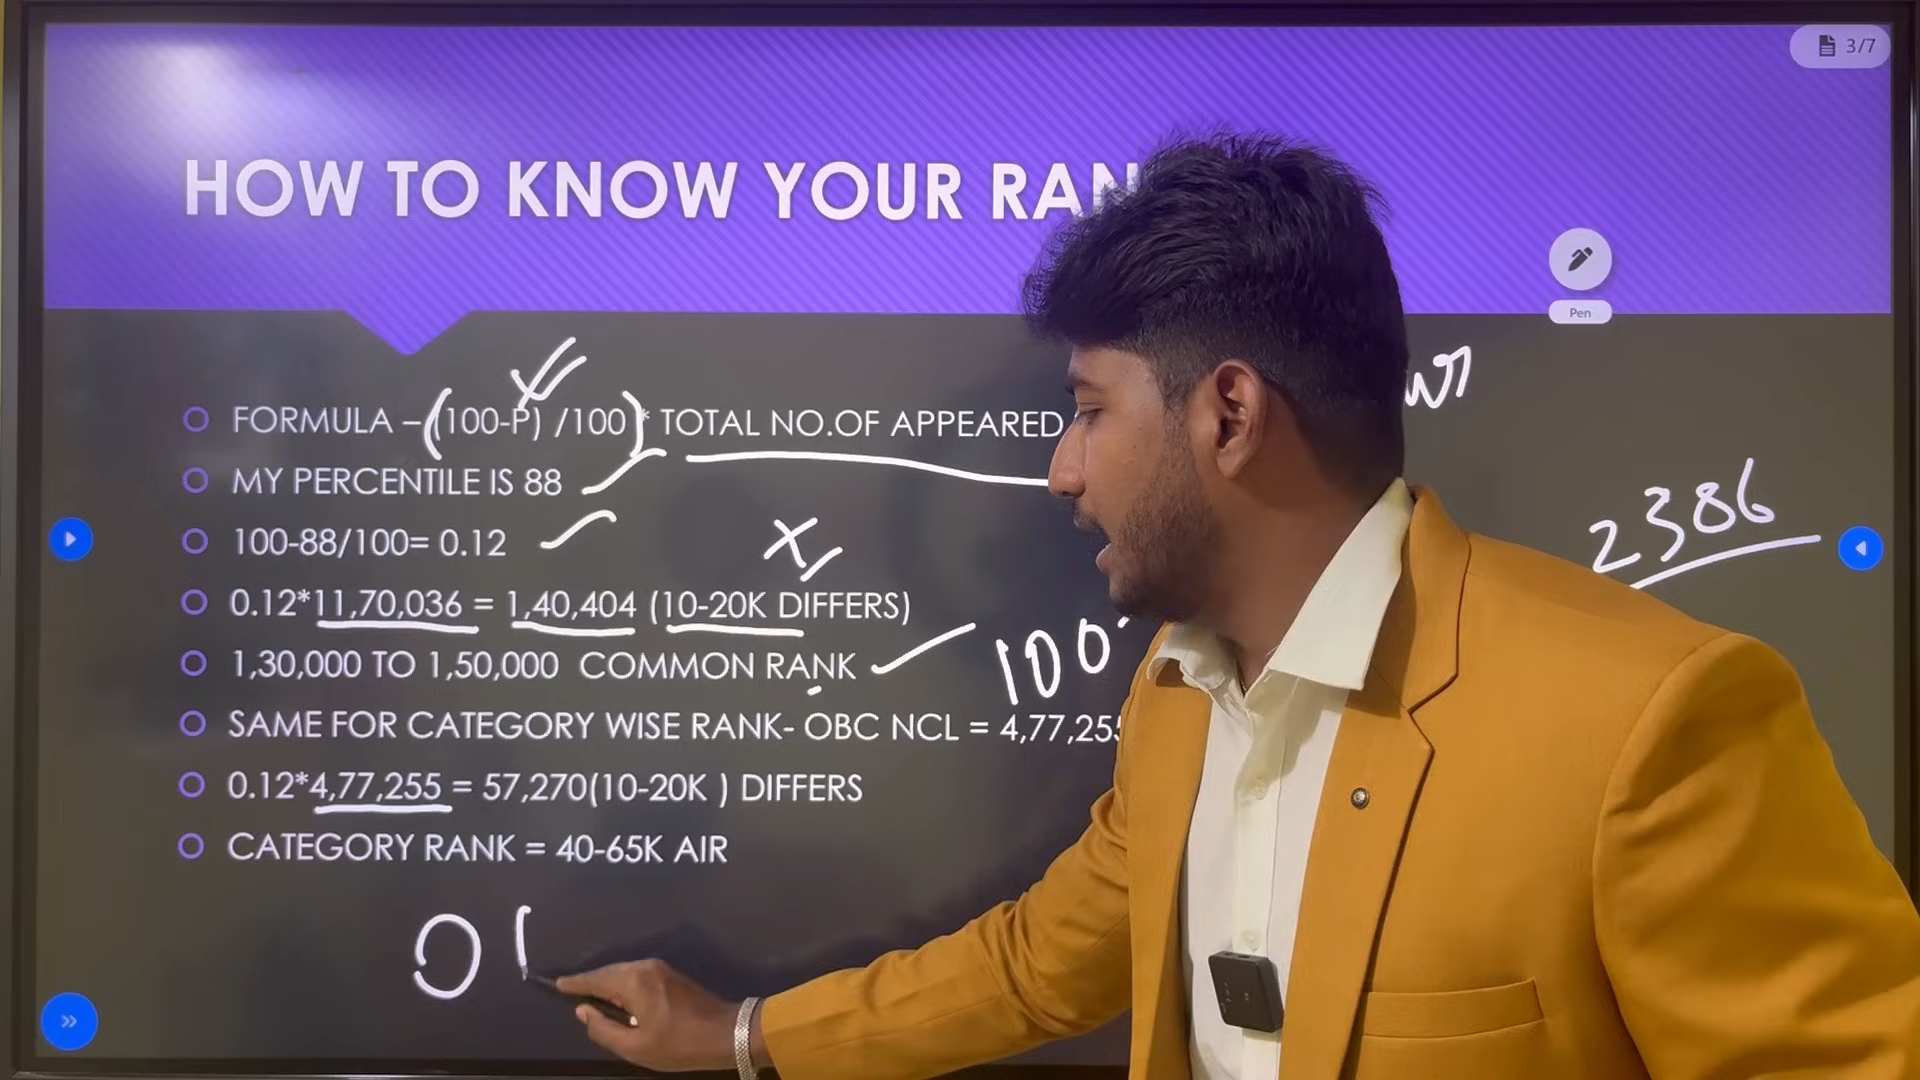 3/7
HOW TO KNOW YOUR
Pen
FORMULA –(100-P) /100)* TOTAL NO.OF APPEARED
MY PERCENTILE IS 88
2386
100-88/100= 0.12
0.12*11,70,036 = 1,40,404 (10-20K DIFFERS)
1,30,000 TO 1,50,000 COMMON RANK
100-
SAME FOR CATEGORY WISE RANK- OBC NCL = 4,77,255
0.12*4,77,255 = 57,270(10-20K ) DIFFERS
CATEGORY RANK = 40-65K AIR
O